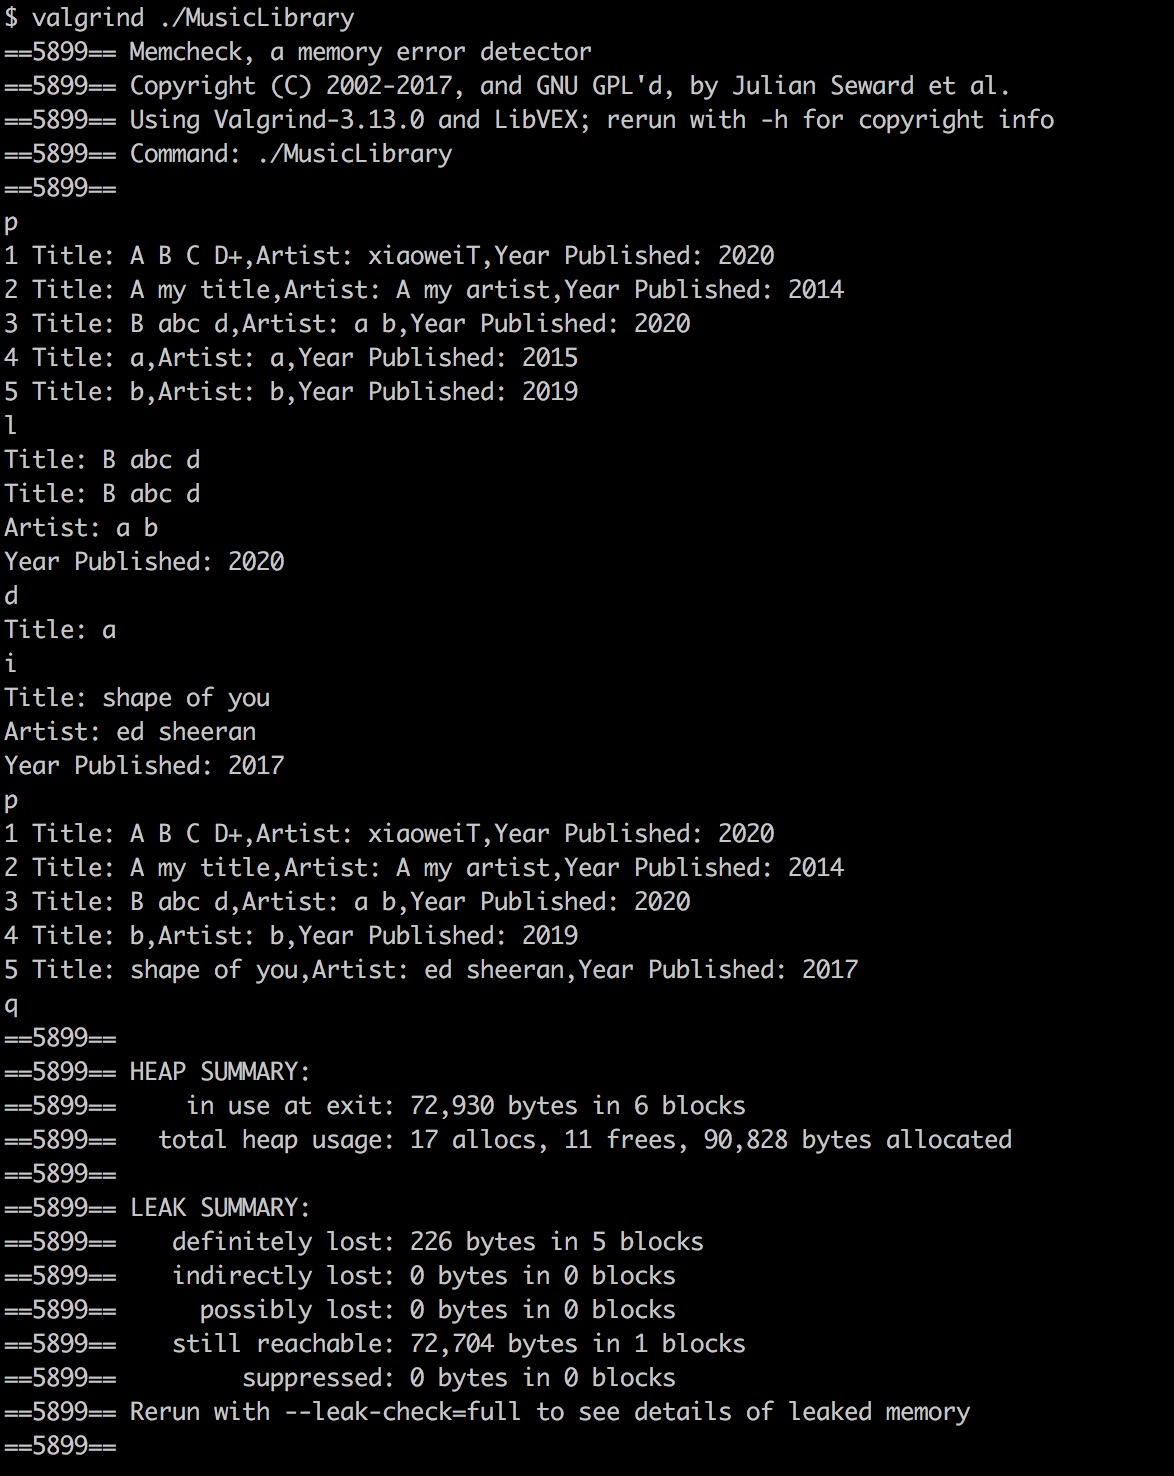 $ valgrind ./MusicLibrary
==5899== Memcheck, a memory error detector
==5899== Copyright (C) 2002-2017, and GNU GPL'd, by Julian Seward et al.
==5899== Using Valgrind-3.13.0 and LibVEX; rerun with -h for copyright info
==5899== Command: ./MusicLibrary
==5899==
p
1 Title: A B C D+,Artist: xiaoweiT,Year Published: 2020
2 Title: A my title,Artist: A my artist,Year Published: 2014
3 Title: B abc d,Artist: a b,Year Published: 2020
4 Title: a,Artist: a,Year Published: 2015
5 Title: b,Artist: b,Year Published: 2019
l
Title: B abc d
Title: B abc d
Artist: a b
Year Published: 2020
d
Title: a
i
Title: shape of you
Artist: ed sheeran
Year Published: 2017
p
1 Title: A B C D+,Artist: xiaoweiT,Year Published: 2020
2 Title: A my title,Artist: A my artist,Year Published: 2014
3 Title: B abc d,Artist: a b,Year Published: 2020
4 Title: b,Artist: b,Year Published: 2019
5 Title: shape of you,Artist: ed sheeran,Year Published: 2017
q
==5899==
==5899== HEAP SUMMARY:
==5899==     in use at exit: 72,930 bytes in 6 blocks
==5899==   total heap usage: 17 allocs, 11 frees, 90,828 bytes allocated
==5899==
==5899== LEAK SUMMARY:
==5899==    definitely lost: 226 bytes in 5 blocks
==5899==    indirectly lost: 0 bytes in 0 blocks
==5899==      possibly lost: 0 bytes in 0 blocks
==5899==    still reachable: 72,704 bytes in 1 blocks
==5899==         suppressed: 0 bytes in 0 blocks
==5899== Rerun with --leak-check=full to see details of leaked memory
==5899==